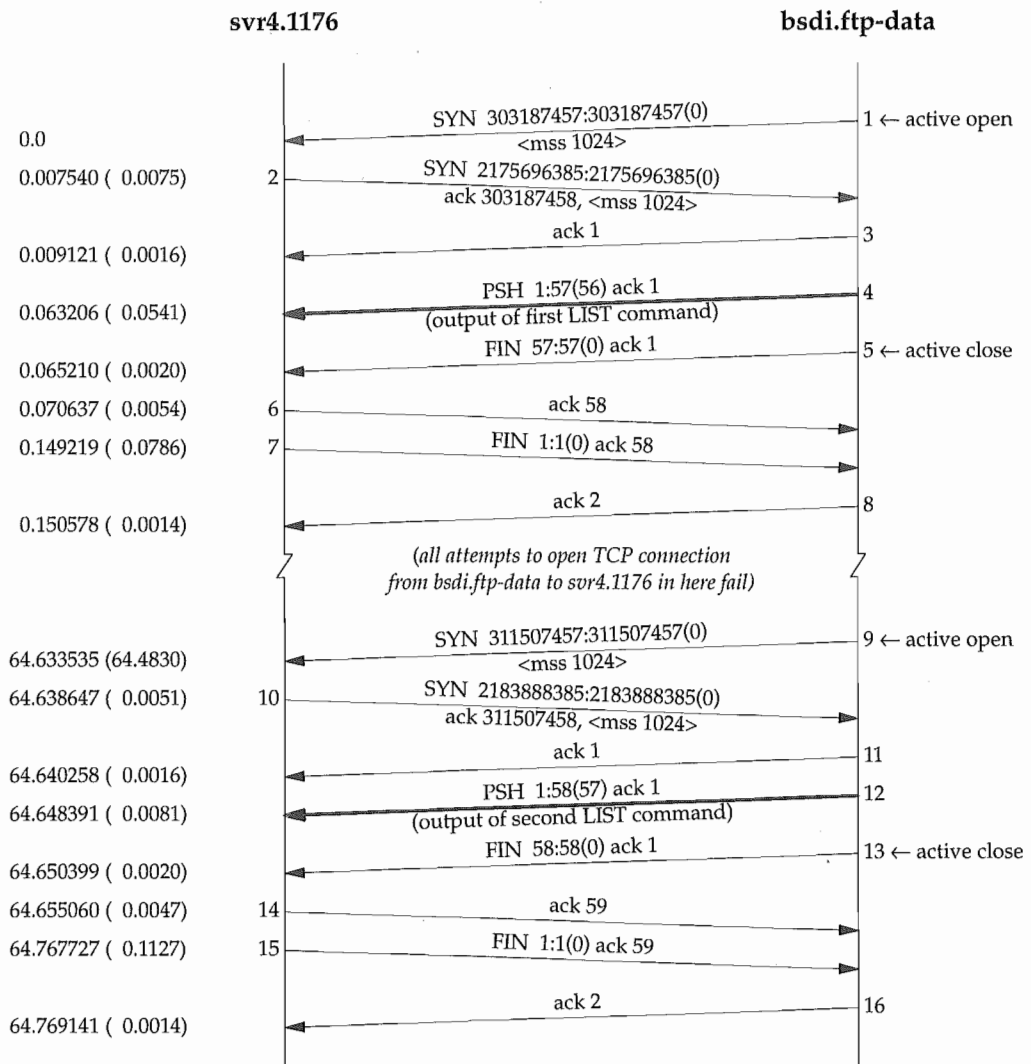 svr4.1176 bsdi.ftp-data
SYN 303187457:303187457(0) 1 ← active open
0.0 <mss 1024>
0.007540 ( 0.0075) 2 SYN 2175696385:2175696385(0)
ack 303187458, <mss 1024>
ack 1 3
0.009121 ( 0.0016)
PSH 1:57(56) ack 1 4
0.063206 ( 0.0541) (output of first LIST command)
FIN 57:57(0) ack 1 5 ← active close
0.065210 ( 0.0020)
0.070637 ( 0.0054) 6 ack 58
0.149219 ( 0.0786) 7 FIN 1:1(0) ack 58
ack 2 8
0.150578 ( 0.0014)
(all attempts to open TCP connection
from bsdi.ftp-data to svr4.1176 in here fail)
SYN 311507457:311507457(0) 9 ← active open
64.633535 (64.4830) <mss 1024>
64.638647 ( 0.0051) 10 SYN 2183888385:2183888385(0)
ack 311507458, <mss 1024>
ack 1 11
64.640258 ( 0.0016)
PSH 1:58(57) ack 1 12
64.648391 ( 0.0081) (output of second LIST command)
FIN 58:58(0) ack 1 13 ← active close
64.650399 ( 0.0020)
64.655060 ( 0.0047) 14 ack 59
64.767727 ( 0.1127) 15 FIN 1:1(0) ack 59
ack 2 16
64.769141 ( 0.0014)